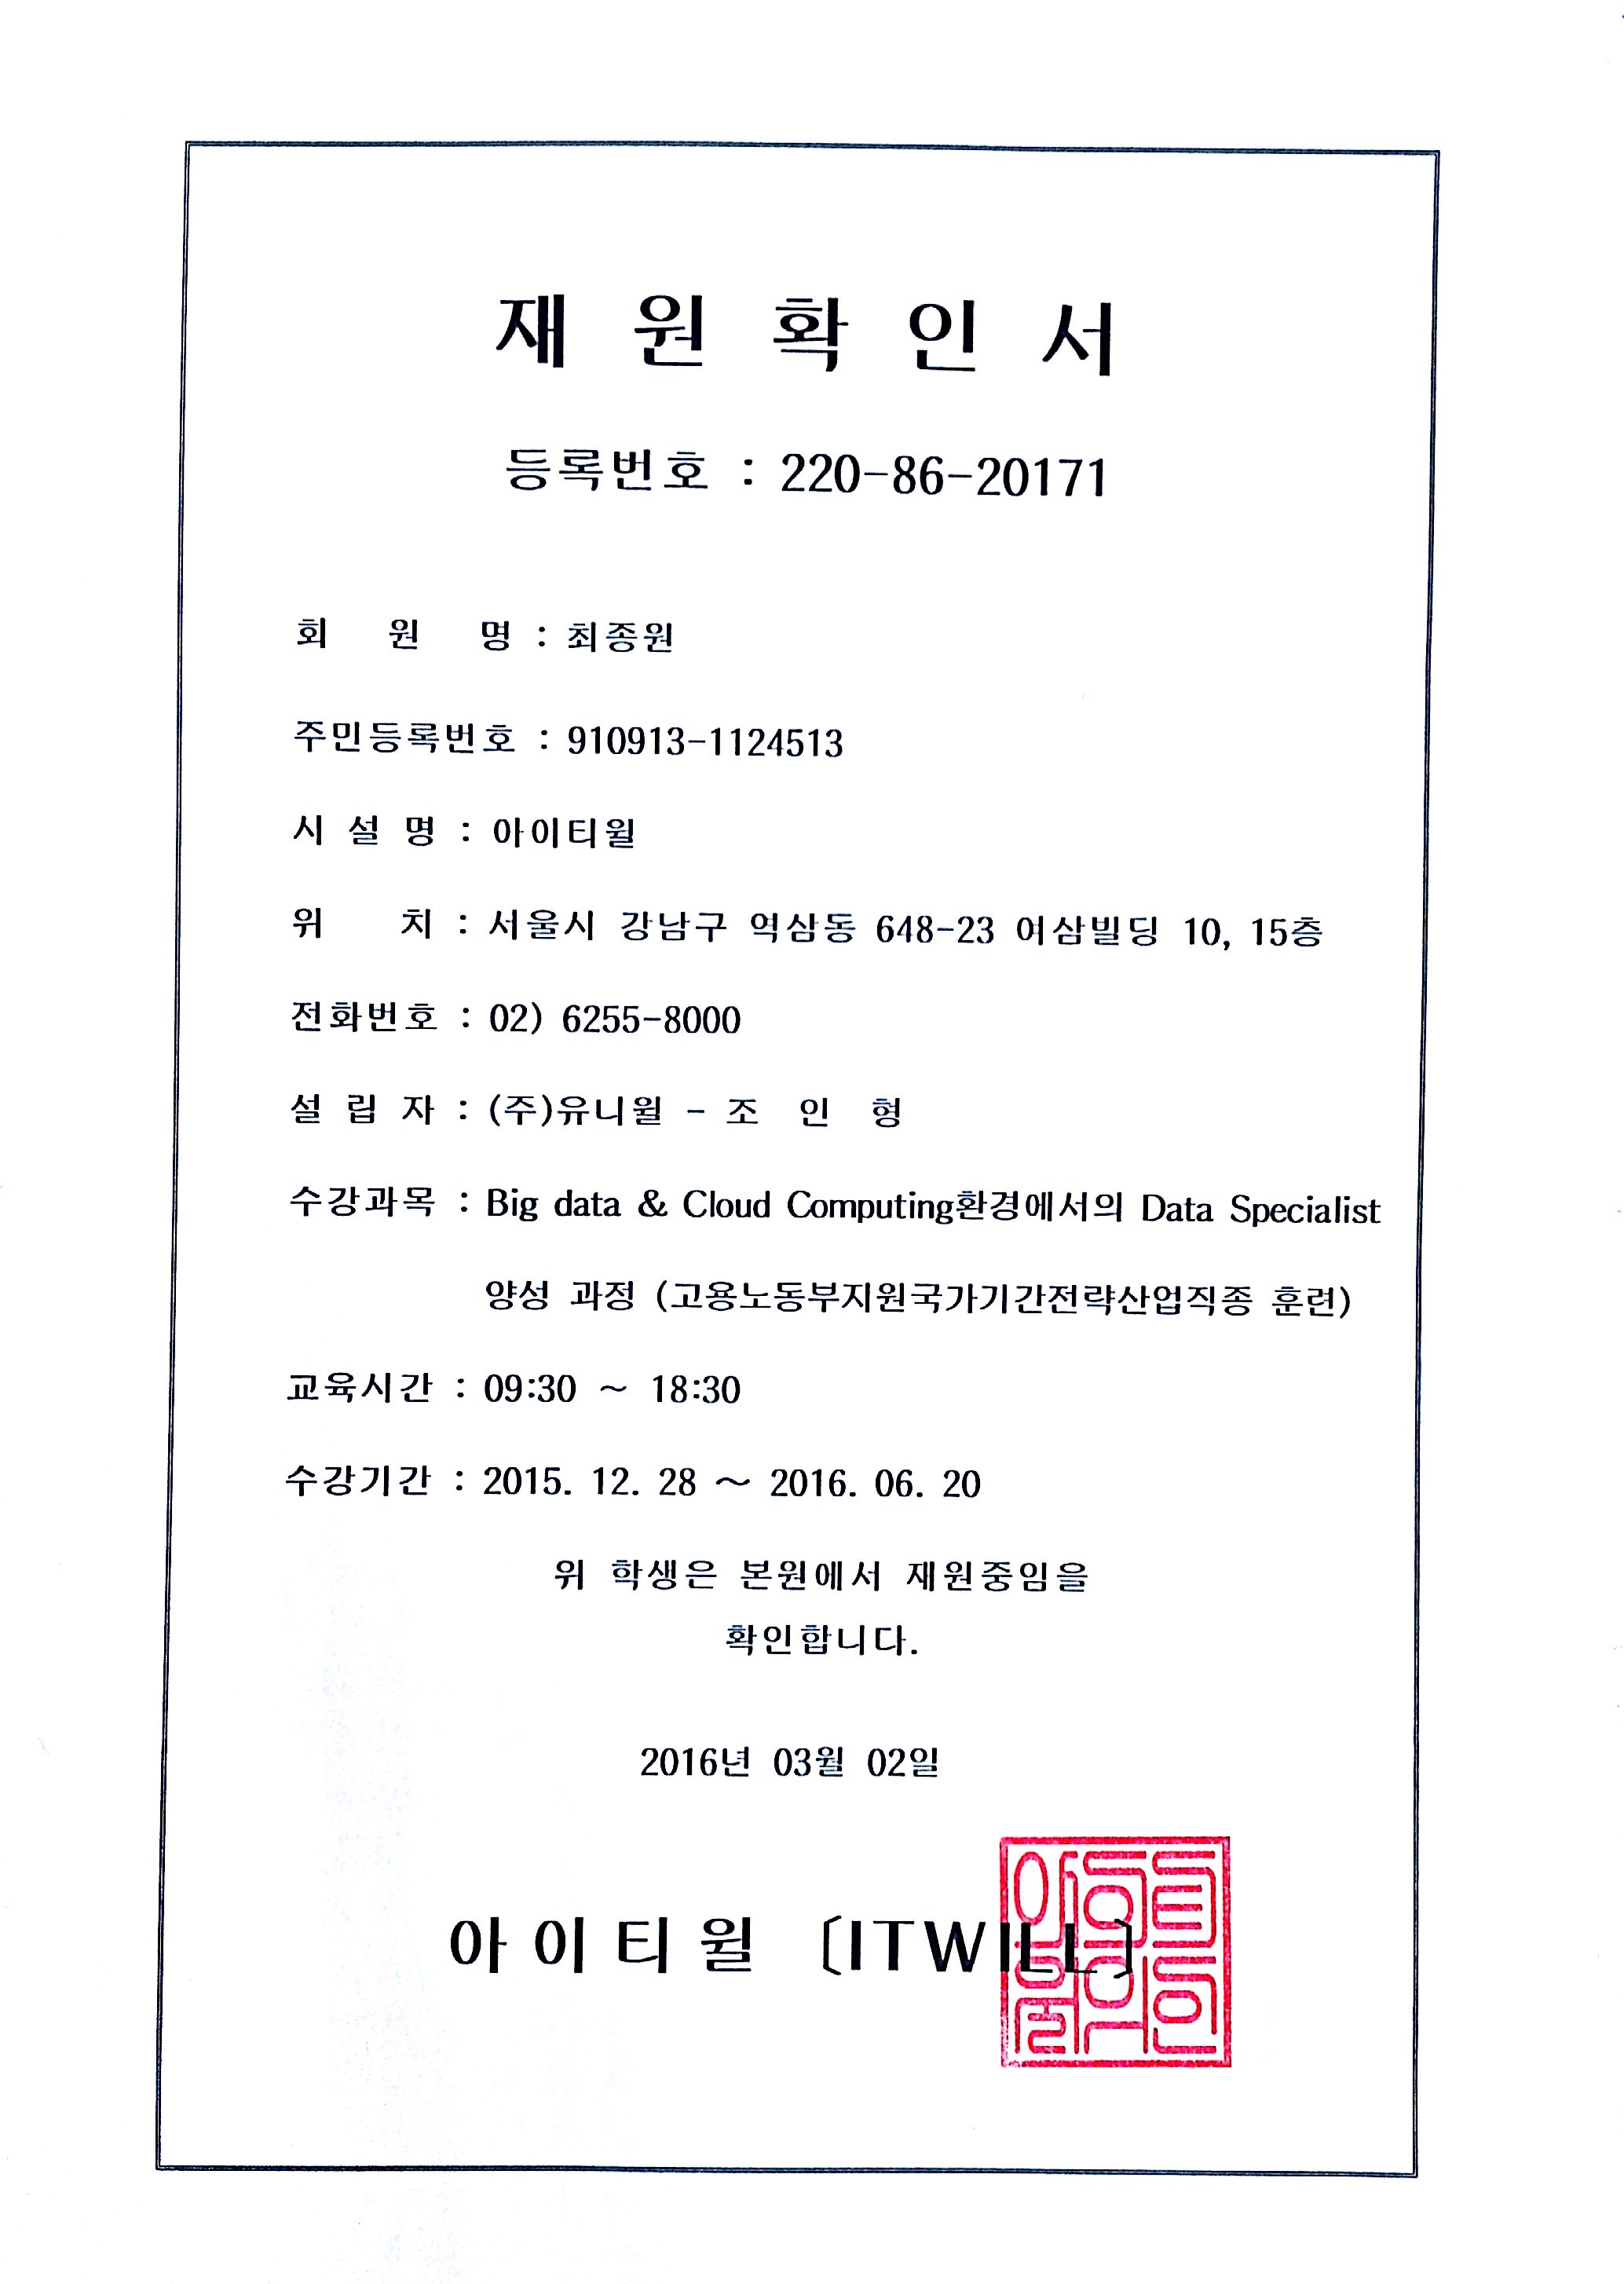 재 원 확 인 서
등록번호 : 220-86-20171
회 원 명 : 최종원
주민등록번호 : 910913-1124513
시 설 명 : 아이티윌
위 치 : 서울시 강남구 역삼동 648-23 여삼빌딩 10, 15층
전화번호 : 02) 6255-8000
설 립 자 : (주)유니윌 - 조 인 형
수강과목 : Big data & Cloud Computing환경에서의 Data Specialist
양성 과정 (고용노동부지원국가기간전략산업직종 훈련)
교육시간 : 09:30 ~ 18:30
수강기간 : 2015. 12. 28 ~ 2016. 06. 20
위 학생은 본원에서 재원중임을
확인합니다.
2016년 03월 02일
아이티윌 [ITWILL]